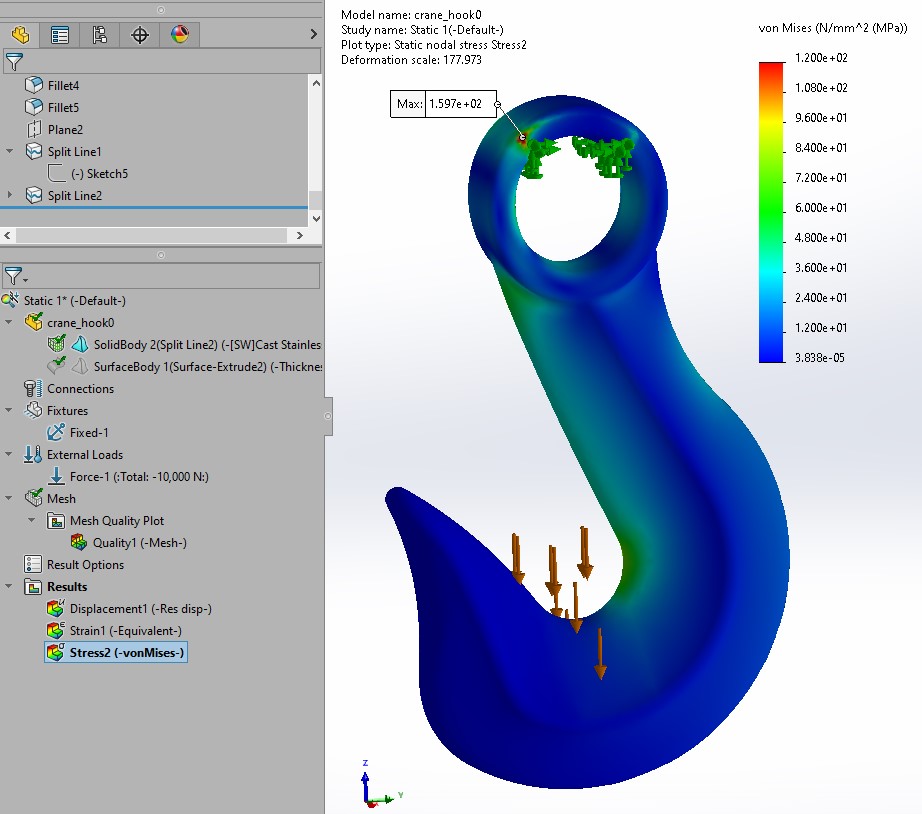 Fillet4
Fillet5
Plane2
Split Line1
(-) Sketch5
Split Line2
Static 1* (-Default-)
crane_hook0
SolidBody 2(Split Line2) (-[SW]Cast Stainles
SurfaceBody 1(Surface-Extrude2) (-Thicknes
Connections
Fixtures
Fixed-1
External Loads
Force-1 (:Total: -10,000 N:)
Mesh
Mesh Quality Plot
Quality1 (-Mesh-)
Result Options
Results
Displacement1 (-Res disp-)
Strain1 (-Equivalent-)
Stress2 (-vonMises-)
Model name: crane_hook0
Study name: Static 1(-Default-)
Plot type: Static nodal stress Stress2
Deformation scale: 177.973
Max: 1.597e+02
von Mises (N/mm^2 (MPa))
1.200e+02
1.080e+02
9.600e+01
8.400e+01
7.200e+01
6.000e+01
4.800e+01
3.600e+01
2.400e+01
1.200e+01
3.838e-05
Z
Y